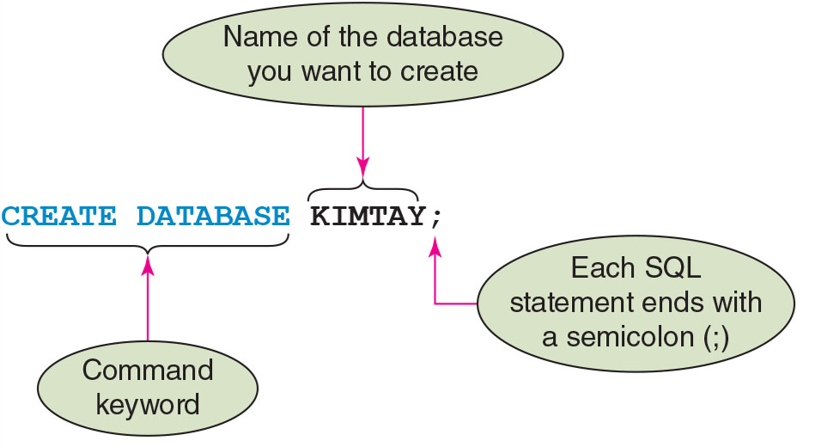 Name of the database
you want to create
CREATE DATABASE KIMTAY;
Each SQL
statement ends with
a semicolon (;)
Command
keyword